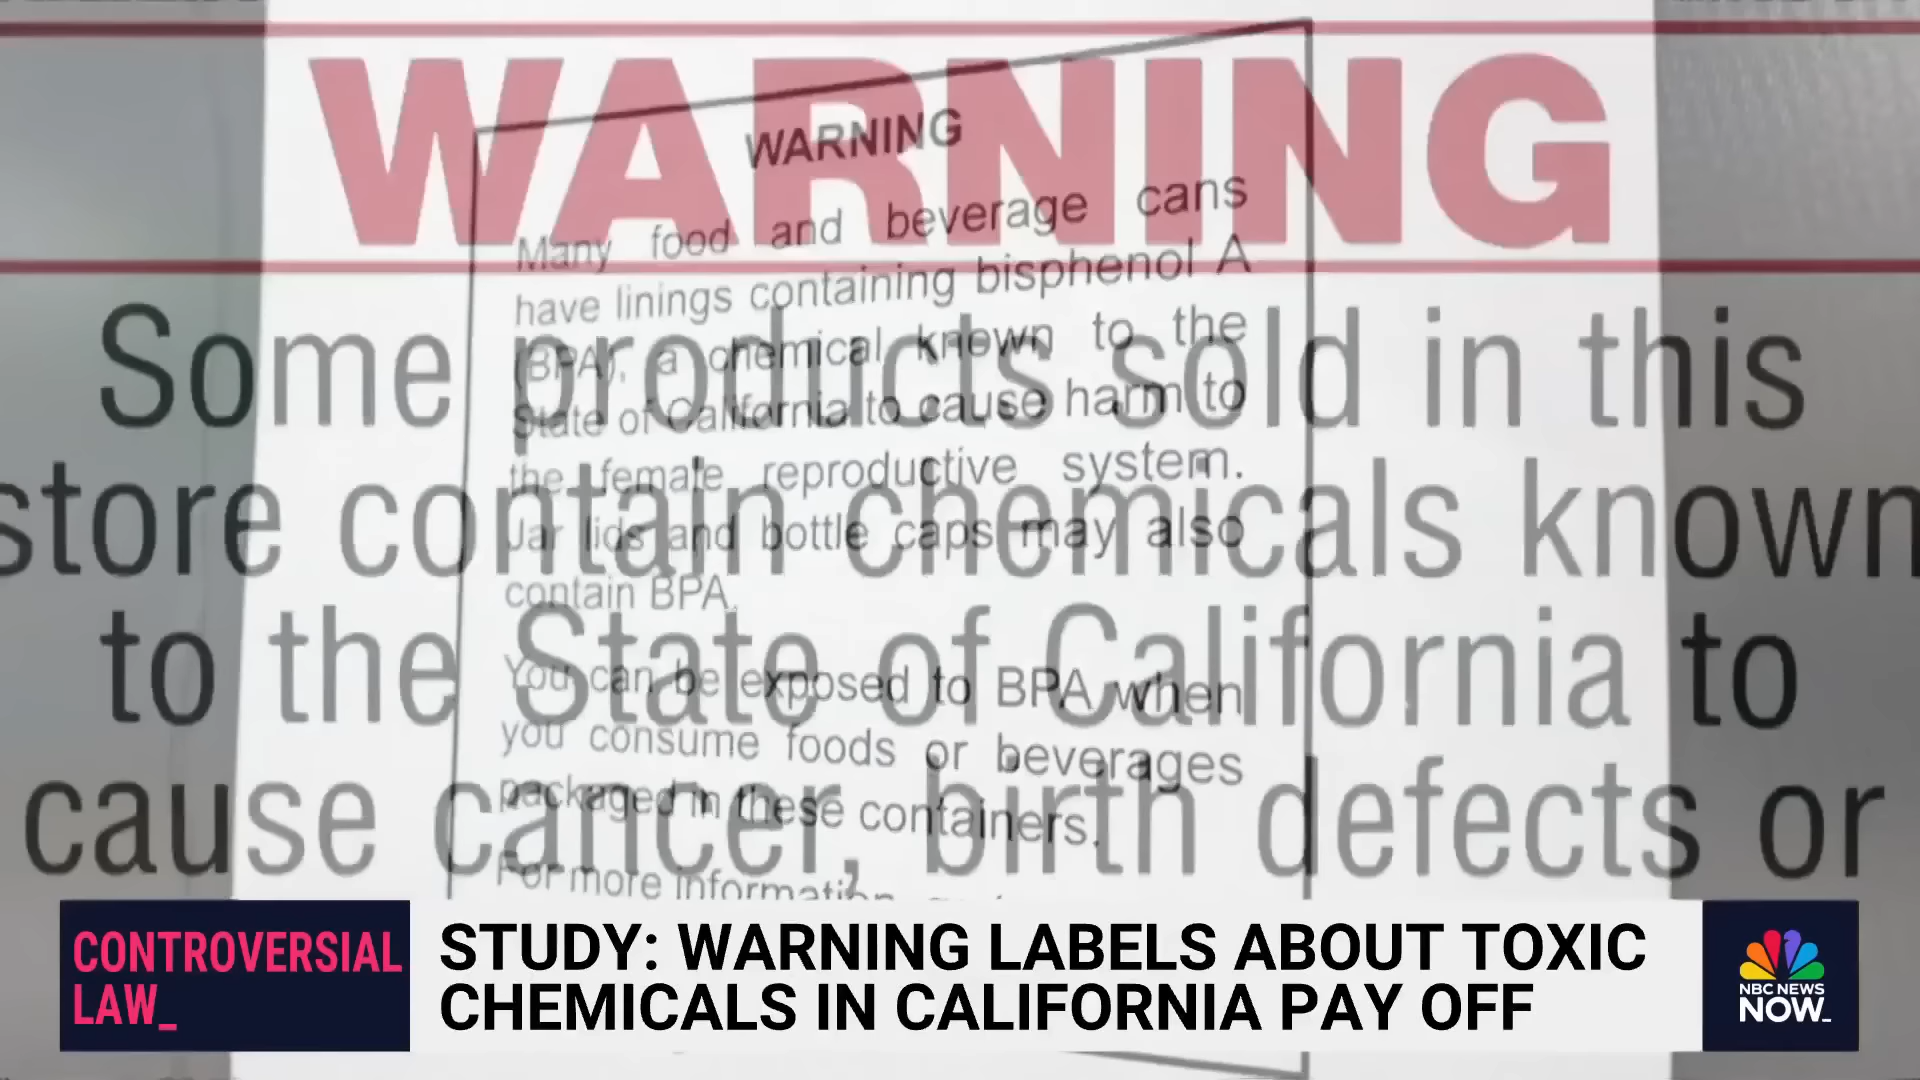 WARNING
Some products sold in this
store contain chemicals known
to the State of California to
cause cancer, birth defects or
WARNING
Many food and beverage cans
have linings containing bisphenol A
(BPA), a chemical known to the
State of California to cause harm to
the female reproductive system.
Jar lids and bottle caps may also
contain BPA.
You can be exposed to BPA when
you consume foods or beverages
packaged in these containers.
For more information,
CONTROVERSIAL
LAW_
STUDY: WARNING LABELS ABOUT TOXIC
CHEMICALS IN CALIFORNIA PAY OFF
NBC NEWS
NOW_